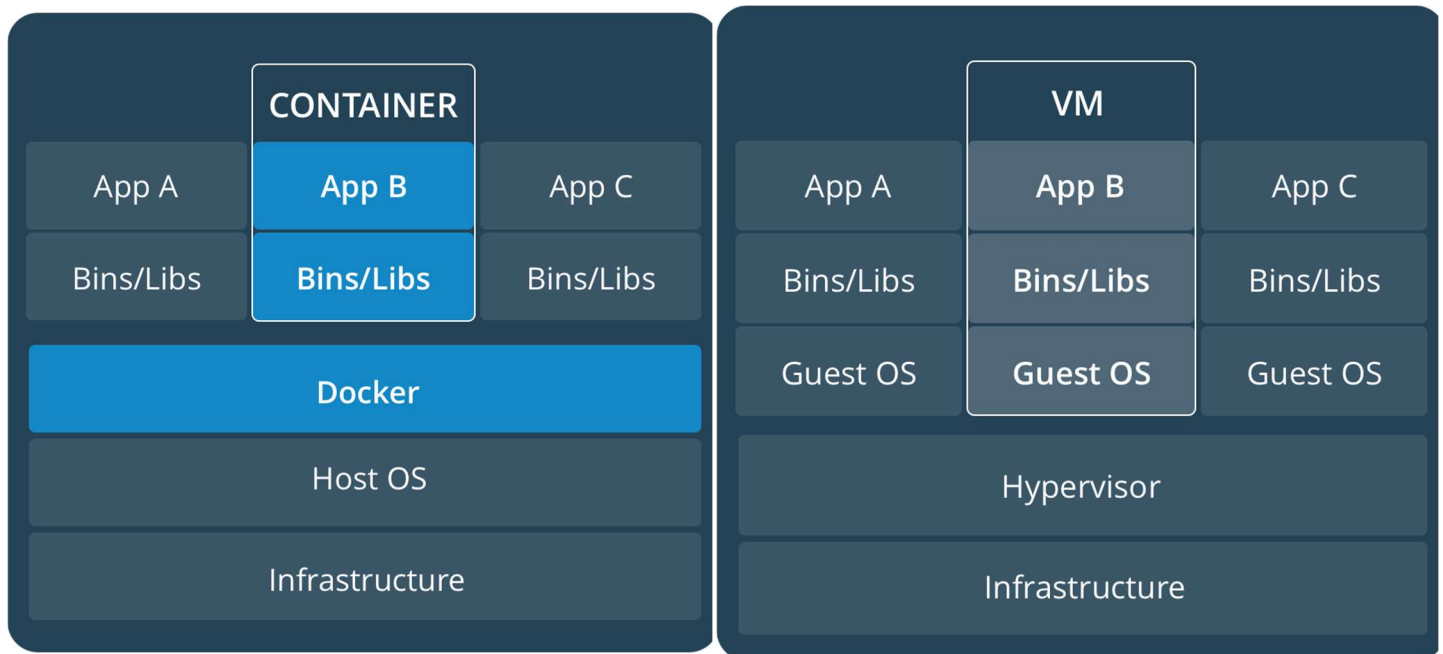 CONTAINER
App A
App B
App C
Bins/Libs
Bins/Libs
Bins/Libs
Docker
Host OS
Infrastructure
VM
App A
App B
App C
Bins/Libs
Bins/Libs
Bins/Libs
Guest OS
Guest OS
Guest OS
Hypervisor
Infrastructure